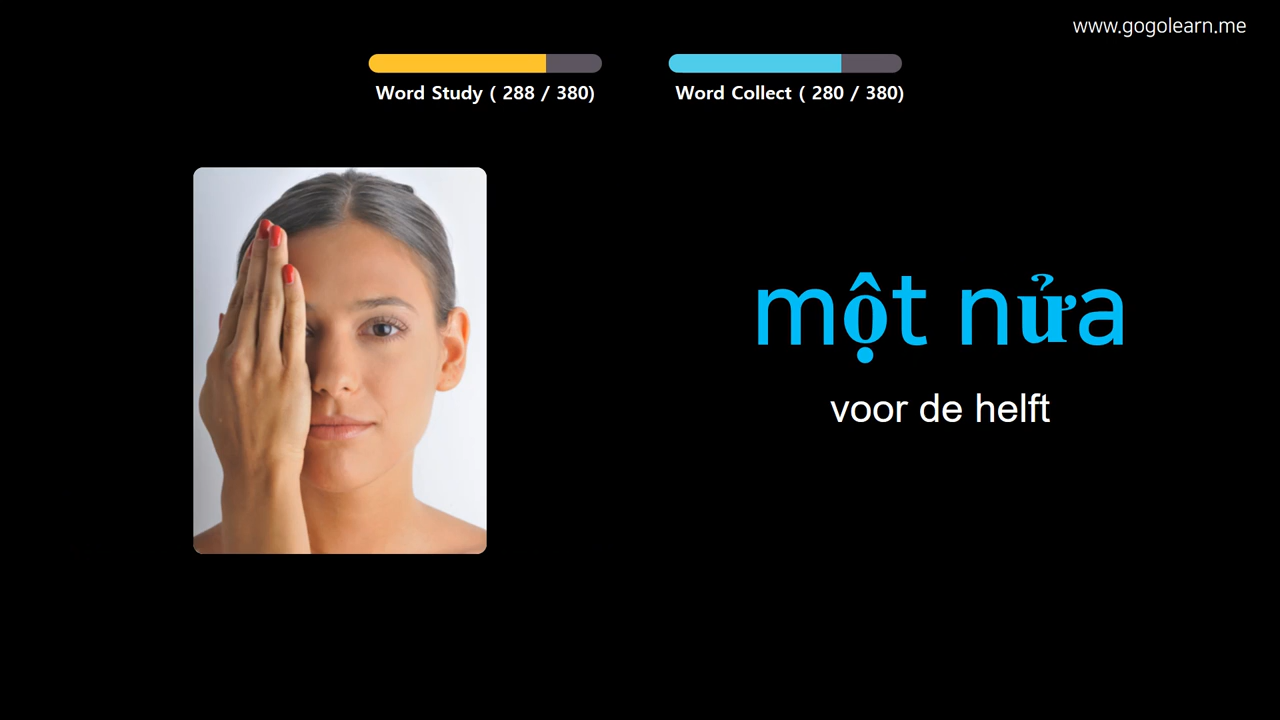 www.gogolearn.me
Word Study ( 288 / 380)
Word Collect ( 280 / 380)
một nửa
voor de helft